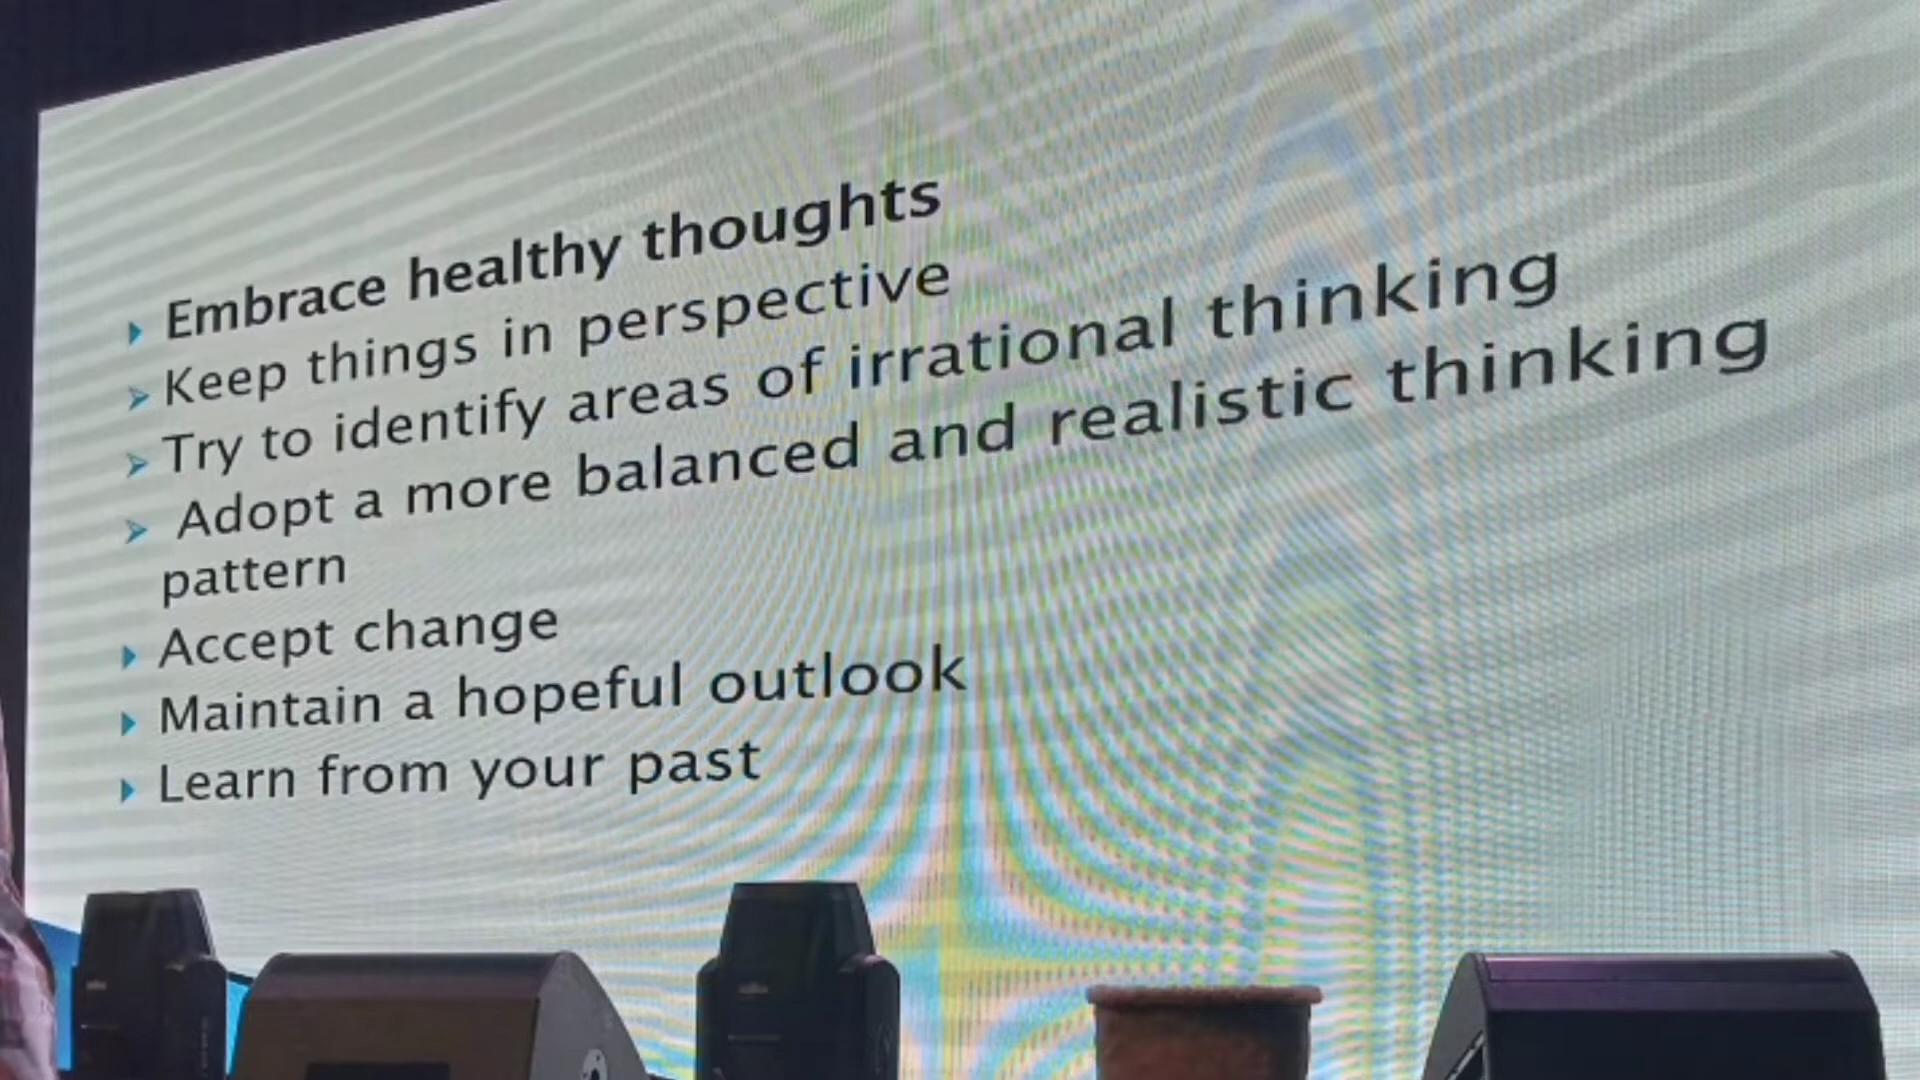 Embrace healthy thoughts
Keep things in perspective
Try to identify areas of irrational thinking
Adopt a more balanced and realistic thinking
pattern
Accept change
Maintain a hopeful outlook
Learn from your past